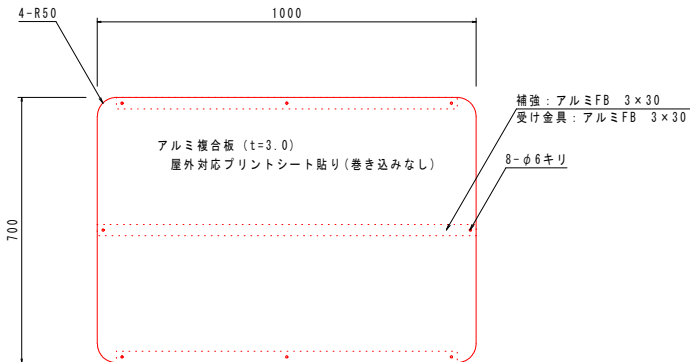 4-R50
1000
補強：アルミFB 3×30
受け金具：アルミFB 3×30
アルミ複合板 (t=3.0)
屋外対応プリントシート貼り(巻き込みなし)
8-φ6キリ
700